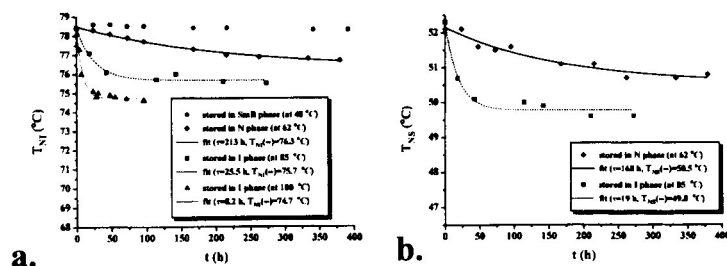 79
78
77
76
75
74
73
72
71
70
69
68
T_NI (°C)
stored in SmB phase (at 48 °C)
stored in N phase (at 62 °C)
fit (τ=213 h, T_NI(∞)=76.3 °C)
stored in I phase (at 85 °C)
fit (τ=25.5 h, T_NI(∞)=75.7 °C)
stored in I phase (at 100 °C)
fit (τ=8.2 h, T_NI(∞)=74.7 °C)
0 50 100 150 200 250 300 350 400
t (h)
a.
52
51
50
49
48
47
T_NS (°C)
stored in N phase (at 62 °C)
fit (τ=168 h, T_NS(∞)=50.5 °C)
stored in I phase (at 85 °C)
fit (τ=19 h, T_NS(∞)=49.8 °C)
0 50 100 150 200 250 300 350 400
t (h)
b.